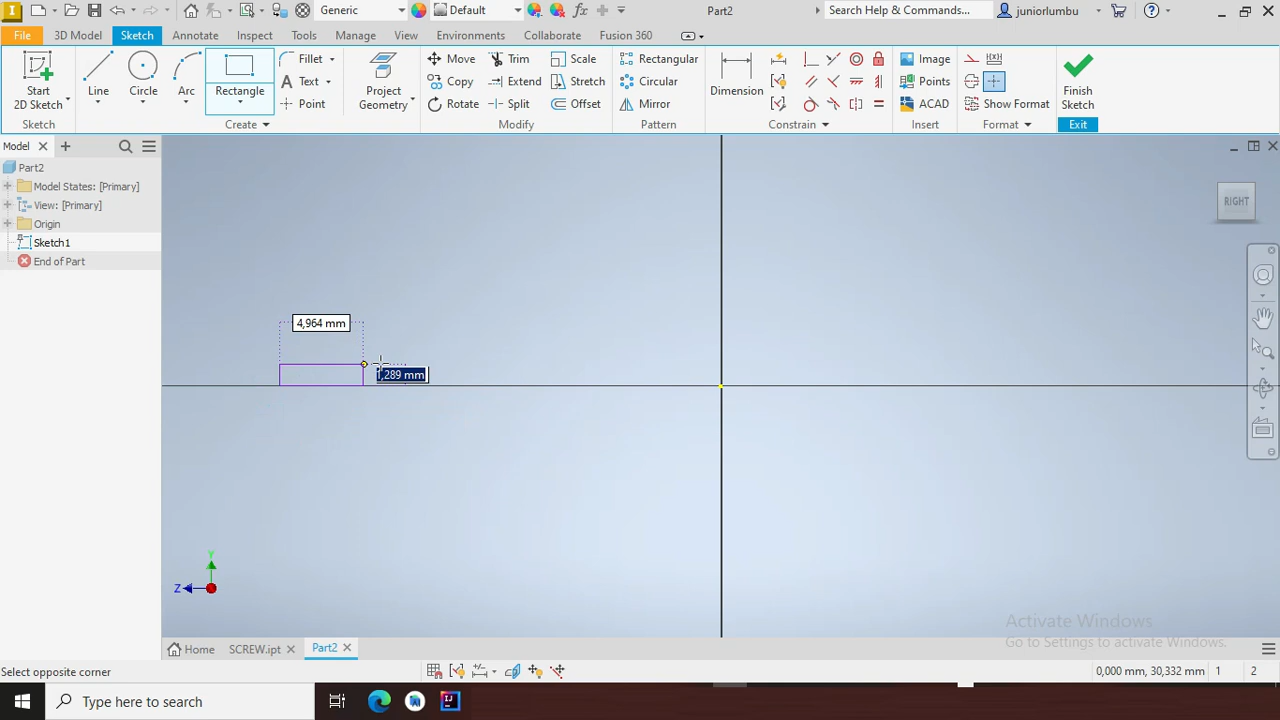 Generic
Default
Part2
Search Help & Commands...
juniorlumbu
File
3D Model
Sketch
Annotate
Inspect
Tools
Manage
View
Environments
Collaborate
Fusion 360
Start
2D Sketch
Line
Circle
Arc
Rectangle
Fillet
Text
Point
Project
Geometry
Move
Copy
Rotate
Trim
Extend
Split
Scale
Stretch
Offset
Rectangular
Circular
Mirror
Dimension
Image
Points
ACAD
Show Format
Finish
Sketch
Sketch
Create
Modify
Pattern
Constrain
Insert
Format
Exit
Model
Part2
Model States: [Primary]
View: [Primary]
Origin
Sketch1
End of Part
RIGHT
4,964 mm
1,289 mm
Y
Z
Activate Windows
Go to Settings to activate Windows.
Home
SCREW.ipt
Part2
Select opposite corner
0,000 mm, 30,332 mm
1
2
Type here to search